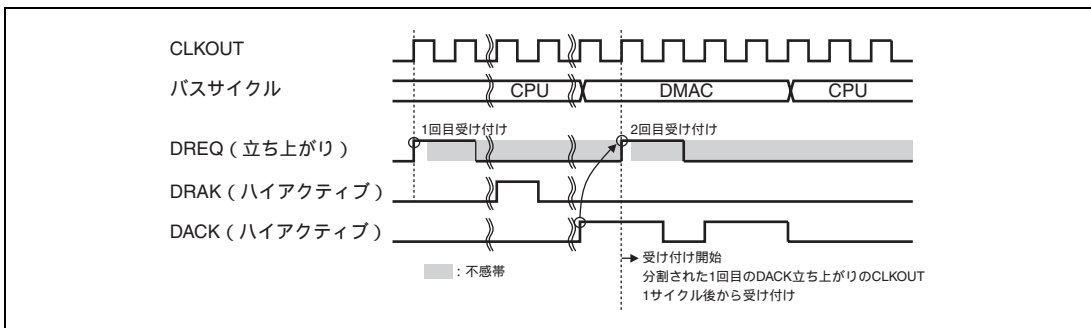 CLKOUT
バスサイクル
CPU
DMAC
CPU
1回目受け付け
2回目受け付け
DREQ(立ち上がり)
DRAK(ハイアクティブ)
DACK(ハイアクティブ)
:不感帯
受け付け開始
分割された1回目のDACK立ち上がりのCLKOUT
1サイクル後から受け付け